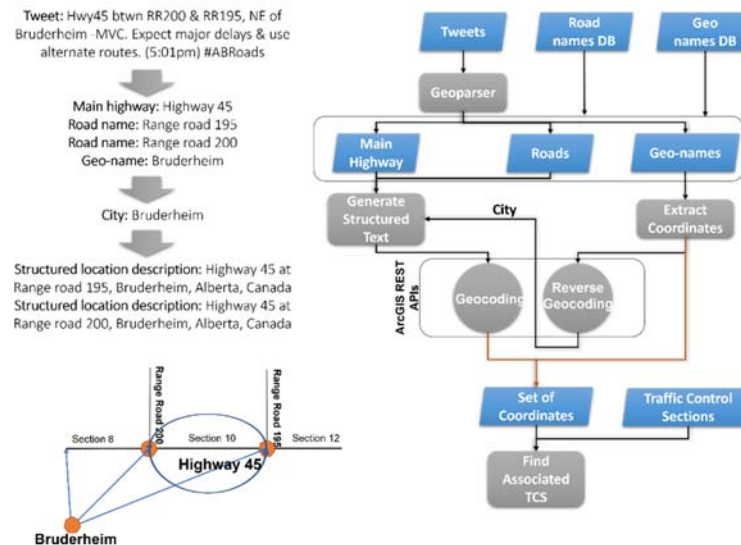 Tweet: Hwy45 btwn RR200 & RR195, NE of
Bruderheim -MVC. Expect major delays & use
alternate routes. (5:01pm) #ABRoads
Main highway: Highway 45
Road name: Range road 195
Road name: Range road 200
Geo-name: Bruderheim
City: Bruderheim
Structured location description: Highway 45 at
Range road 195, Bruderheim, Alberta, Canada
Structured location description: Highway 45 at
Range road 200, Bruderheim, Alberta, Canada
Range Road 200
Range Road 195
Section 8
Section 10
Section 12
Highway 45
Bruderheim
Tweets
Road
names DB
Geo
names DB
Geoparser
Main
Highway
Roads
Geo-names
Generate
Structured
Text
City
Extract
Coordinates
ArcGIS REST
APIs
Geocoding
Reverse
Geocoding
Set of
Coordinates
Traffic Control
Sections
Find
Associated
TCS